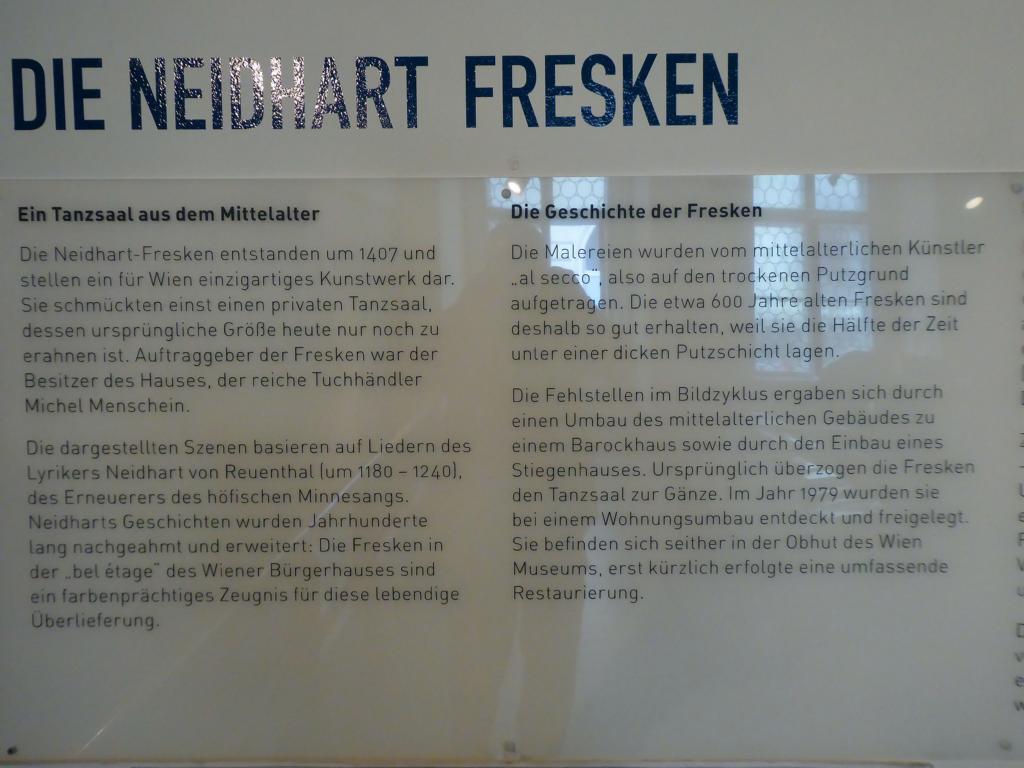 DIE NEIDHART FRESKEN
Ein Tanzsaal aus dem Mittelalter
Die Neidhart-Fresken entstanden um 1407 und
stellen ein für Wien einzigartiges Kunstwerk dar.
Sie schmückten einst einen privaten Tanzsaal,
dessen ursprüngliche Größe heute nur noch zu
erahnen ist. Auftraggeber der Fresken war der
Besitzer des Hauses, der reiche Tuchhändler
Michel Menschein.
Die dargestellten Szenen basieren auf Liedern des
Lyrikers Neidhart von Reuenthal (um 1180 – 1240),
des Erneuerers des höfischen Minnesangs.
Neidharts Geschichten wurden Jahrhunderte
lang nachgeahmt und erweitert: Die Fresken in
der „bel étage" des Wiener Bürgerhauses sind
ein farbenprächtiges Zeugnis für diese lebendige
Überlieferung.
Die Geschichte der Fresken
Die Malereien wurden vom mittelalterlichen Künstler
„al secco", also auf den trockenen Putzgrund
aufgetragen. Die etwa 600 Jahre alten Fresken sind
deshalb so gut erhalten, weil sie die Hälfte der Zeit
unter einer dicken Putzschicht lagen.
Die Fehlstellen im Bildzyklus ergaben sich durch
einen Umbau des mittelalterlichen Gebäudes zu
einem Barockhaus sowie durch den Einbau eines
Stiegenhauses. Ursprünglich überzogen die Fresken
den Tanzsaal zur Gänze. Im Jahr 1979 wurden sie
bei einem Wohnungsumbau entdeckt und freigelegt.
Sie befinden sich seither in der Obhut des Wien
Museums, erst kürzlich erfolgte eine umfassende
Restaurierung.